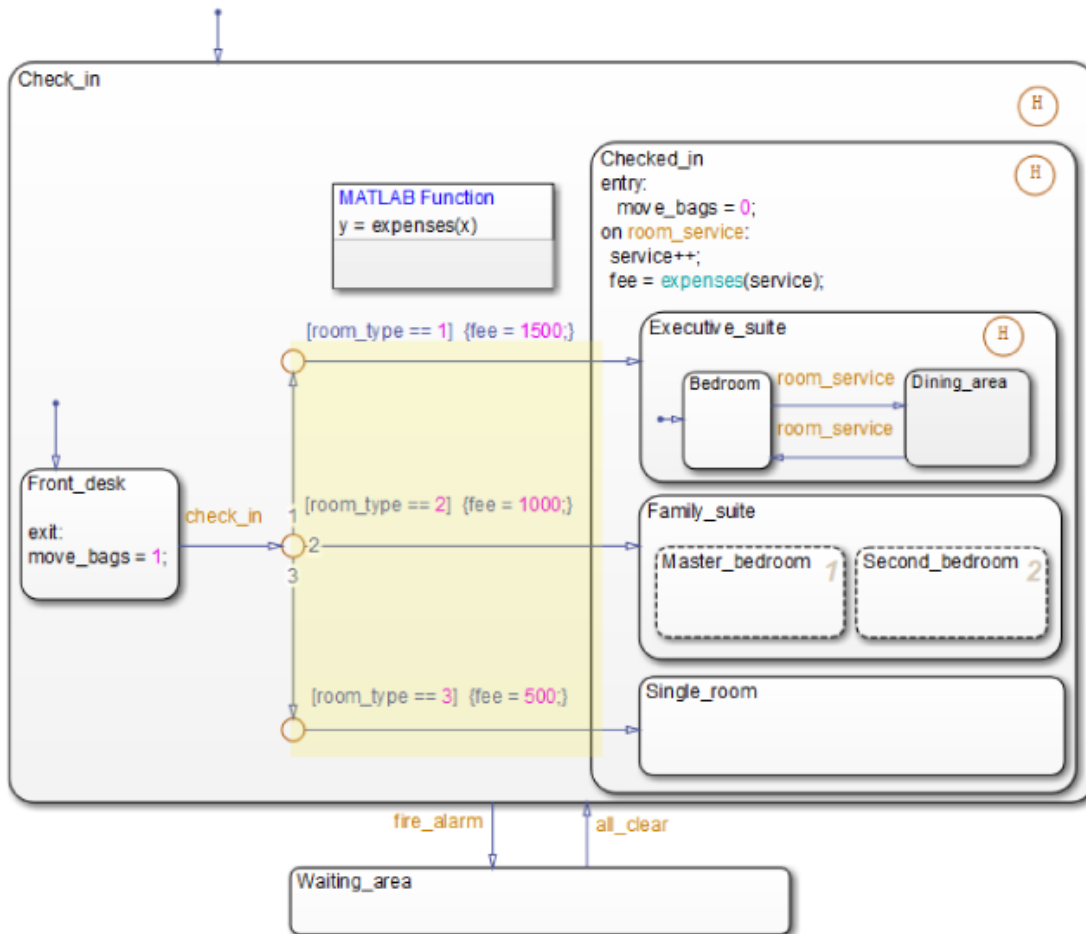 Check_in
H
Checked_in
H
entry:
move_bags = 0;
on room_service:
service++;
fee = expenses(service);
MATLAB Function
y = expenses(x)
[room_type == 1] {fee = 1500;}
Executive_suite
H
Bedroom
room_service
Dining_area
room_service
Front_desk
exit:
move_bags = 1;
check_in
1
2
3
[room_type == 2] {fee = 1000;}
Family_suite
Master_bedroom
1
Second_bedroom
2
[room_type == 3] {fee = 500;}
Single_room
fire_alarm
all_clear
Waiting_area